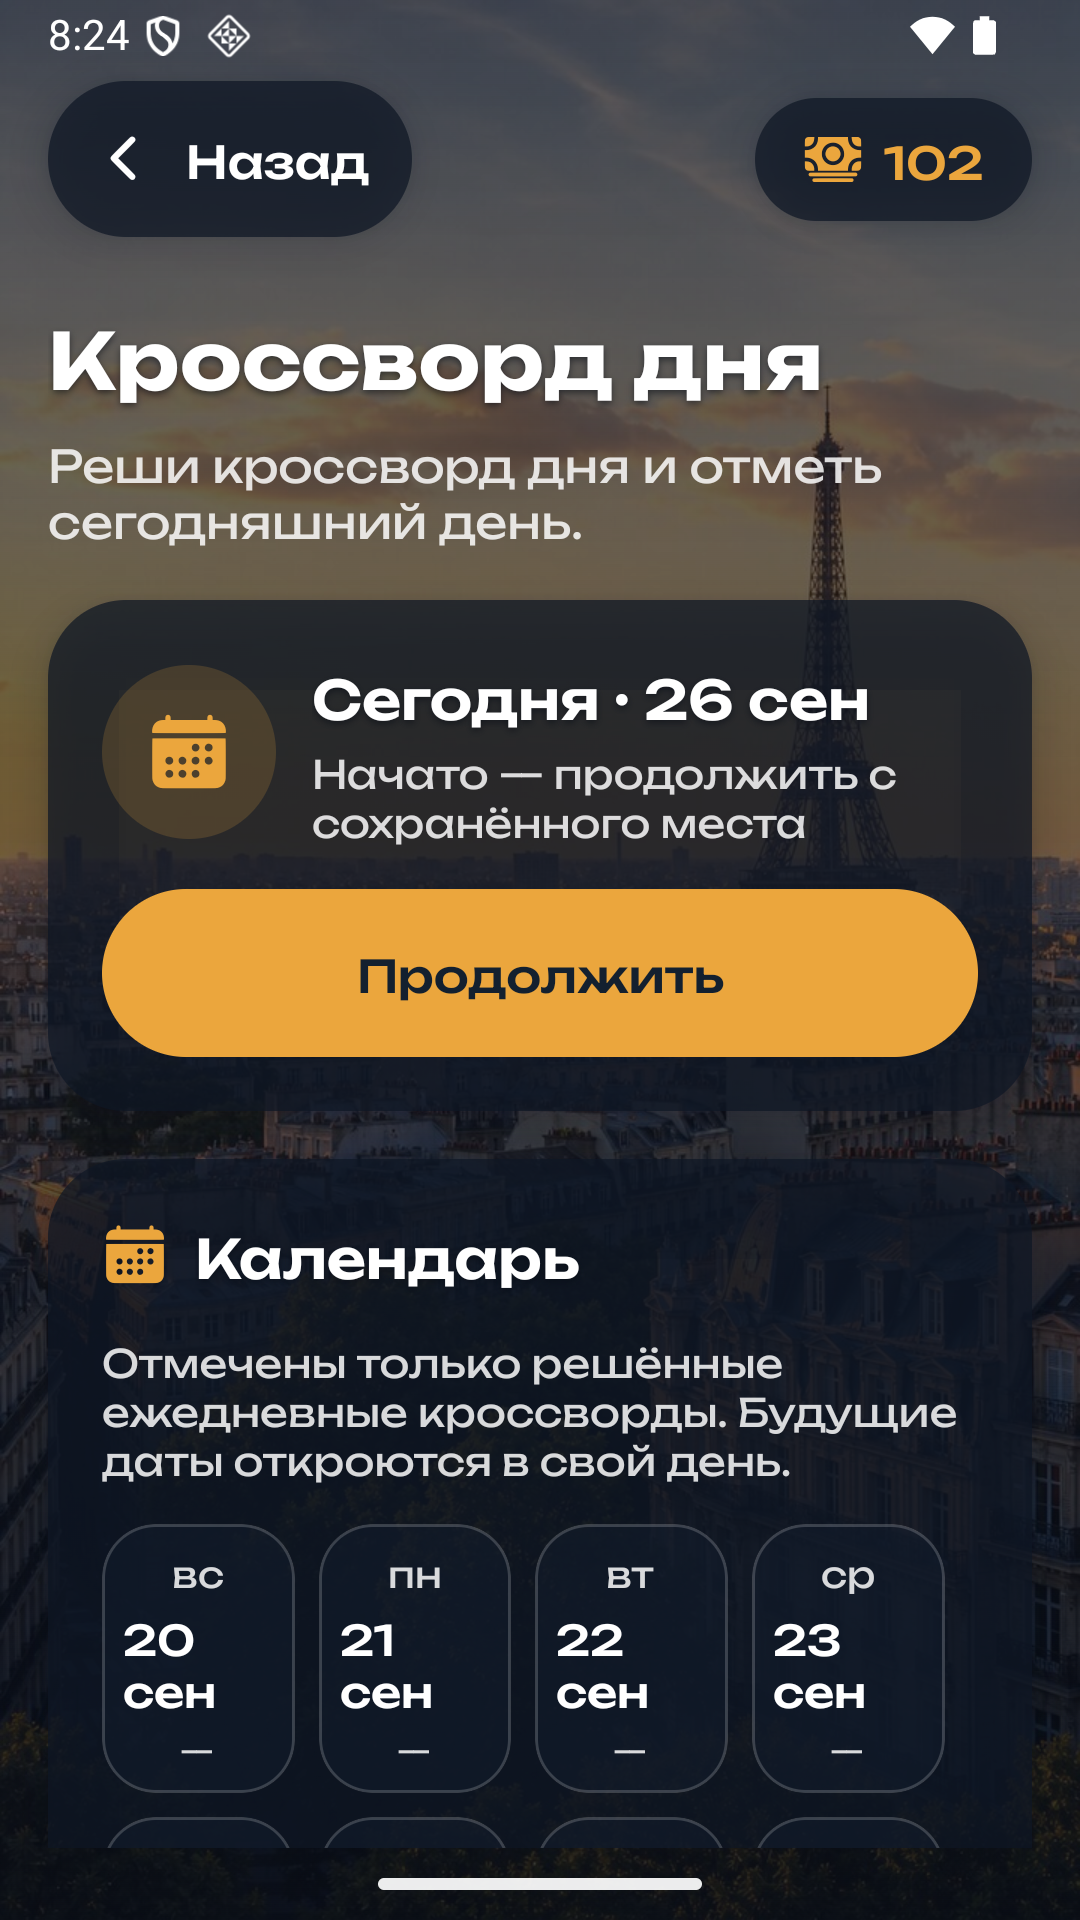 8:24
Назад
102
Кроссворд дня
Реши кроссворд дня и отметь
сегодняшний день.
Сегодня · 26 сен
Начато — продолжить с
сохранённого места
Продолжить
Календарь
Отмечены только решённые
ежедневные кроссворды. Будущие
даты откроются в свой день.
вс пн вт ср
20 21 22 23
сен сен сен сен
— — — —